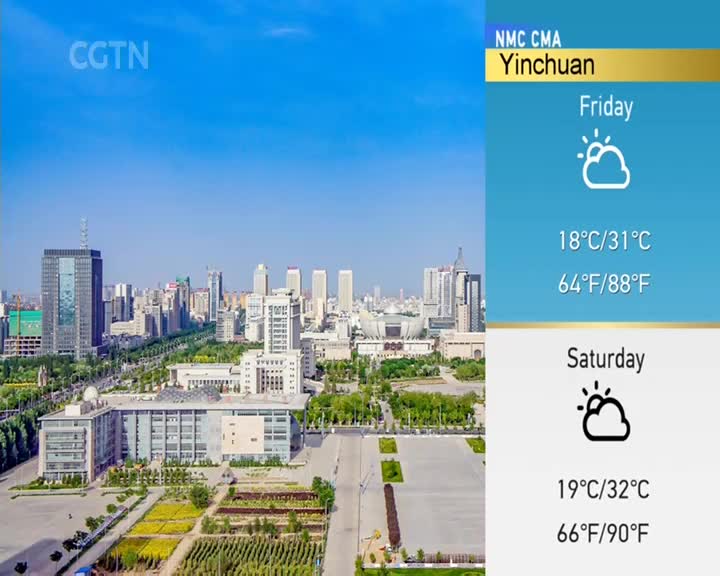 CGTN
NMC CMA
Yinchuan
Friday
18°C/31°C
64°F/88°F
Saturday
19°C/32°C
66°F/90°F